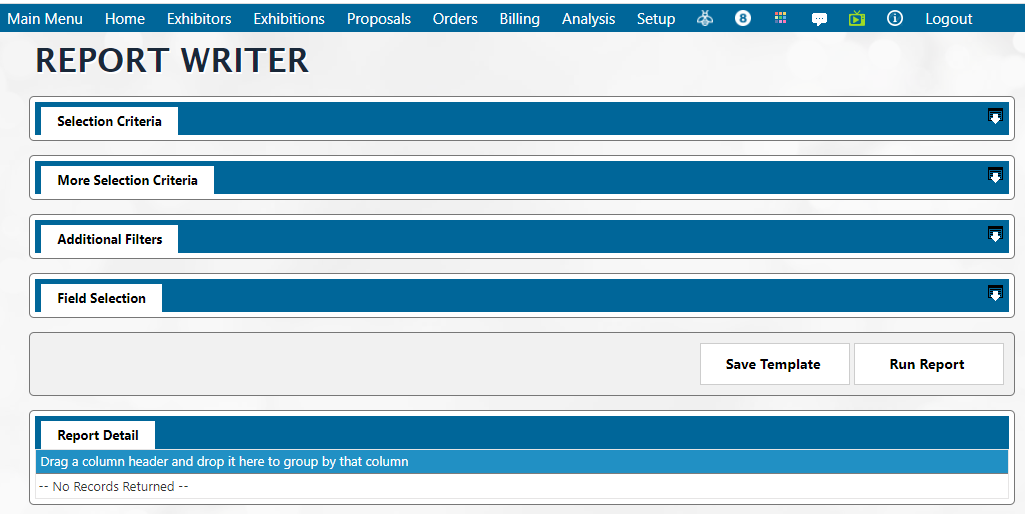 Main Menu Home Exhibitors Exhibitions Proposals Orders Billing Analysis Setup 8 Logout
REPORT WRITER
Selection Criteria
More Selection Criteria
Additional Filters
Field Selection
Save Template Run Report
Report Detail
Drag a column header and drop it here to group by that column
-- No Records Returned --